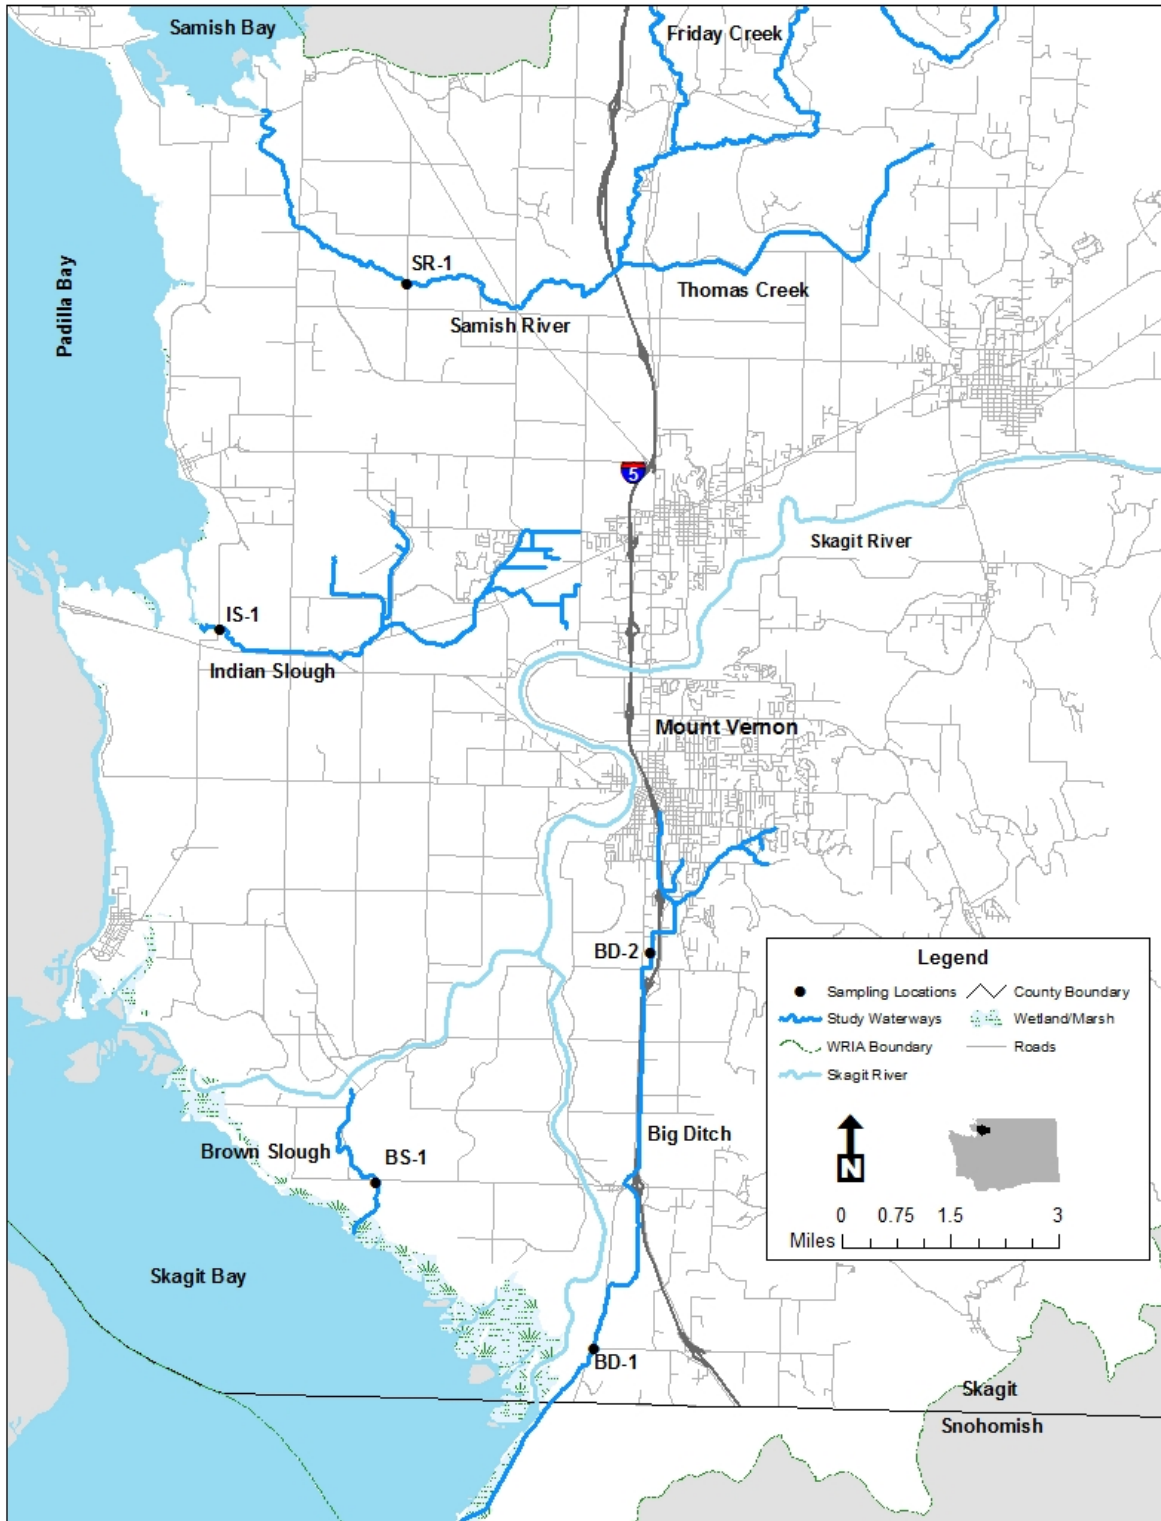 Samish Bay
Friday Creek
Padilla Bay
SR-1
Thomas Creek
Samish River
5
Skagit River
IS-1
Indian Slough
Mount Vernon
BD-2
Legend
Sampling Locations
County Boundary
Study Waterways
Wetland/Marsh
WRIA Boundary
Roads
Skagit River
Big Ditch
Brown Slough
BS-1
N
0 0.75 1.5 3
Miles
Skagit Bay
BD-1
Skagit
Snohomish